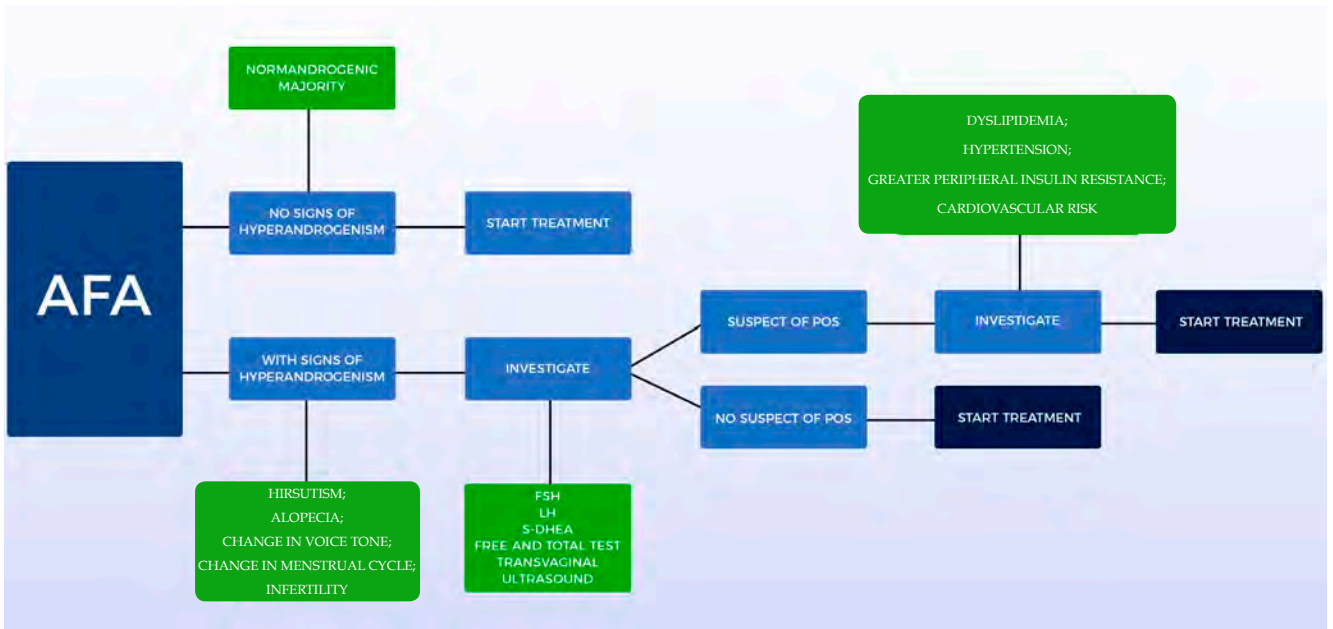 NORMANDROGENIC
MAJORITY
DYSLIPIDEMIA;
HYPERTENSION;
GREATER PERIPHERAL INSULIN RESISTANCE;
CARDIOVASCULAR RISK
AFA
NO SIGNS OF
HYPERANDROGENISM
START TREATMENT
SUSPECT OF POS
INVESTIGATE
START TREATMENT
WITH SIGNS OF
HYPERANDROGENISM
INVESTIGATE
NO SUSPECT OF POS
START TREATMENT
HIRSUTISM;
ALOPECIA;
CHANGE IN VOICE TONE;
CHANGE IN MENSTRUAL CYCLE;
INFERTILITY
FSH
LH
S-DHEA
FREE AND TOTAL TEST
TRANSVAGINAL
ULTRASOUND